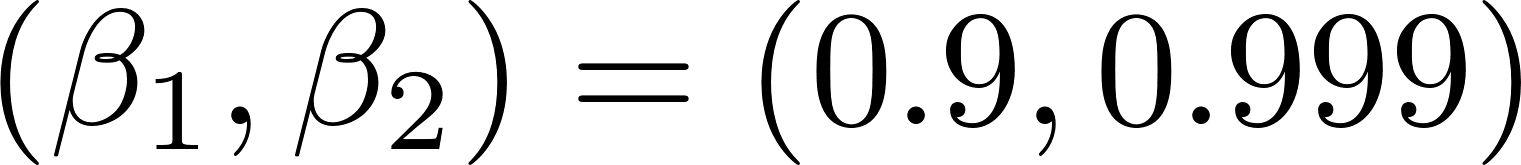 (β₁, β₂) = (0.9, 0.999)